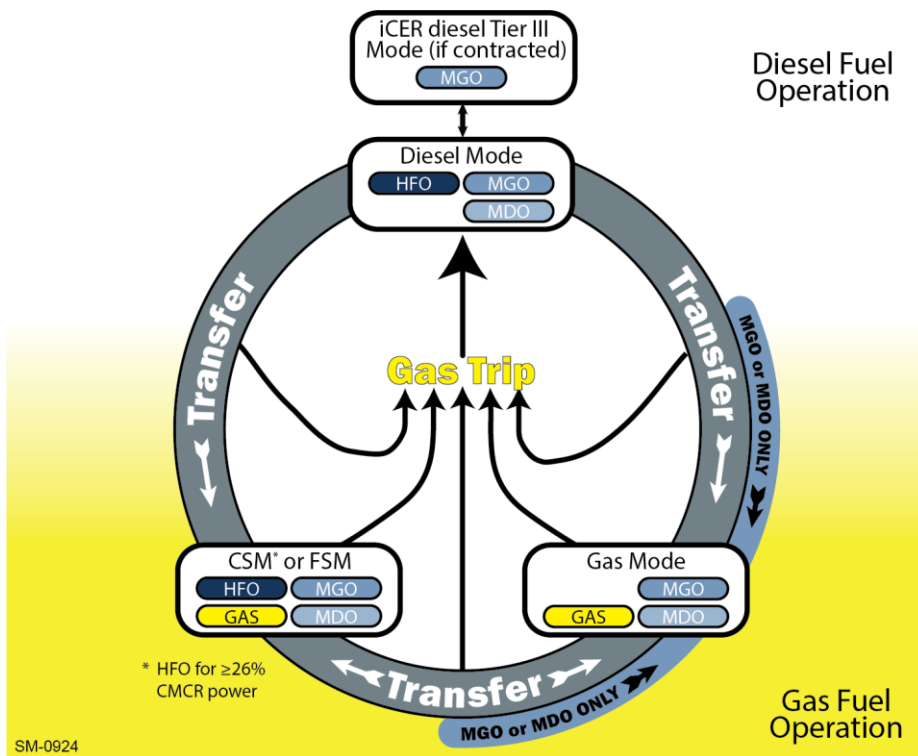 iCER diesel Tier III
Mode (if contracted)
MGO
Diesel Fuel
Operation
Diesel Mode
HFO
MGO
MDO
Transfer
Transfer
MGO or MDO ONLY
Gas Trip
CSM* or FSM
HFO
MGO
GAS
MDO
Gas Mode
MGO
GAS
MDO
* HFO for ≥26%
CMCR power
Transfer
MGO or MDO ONLY
Gas Fuel
Operation
SM-0924